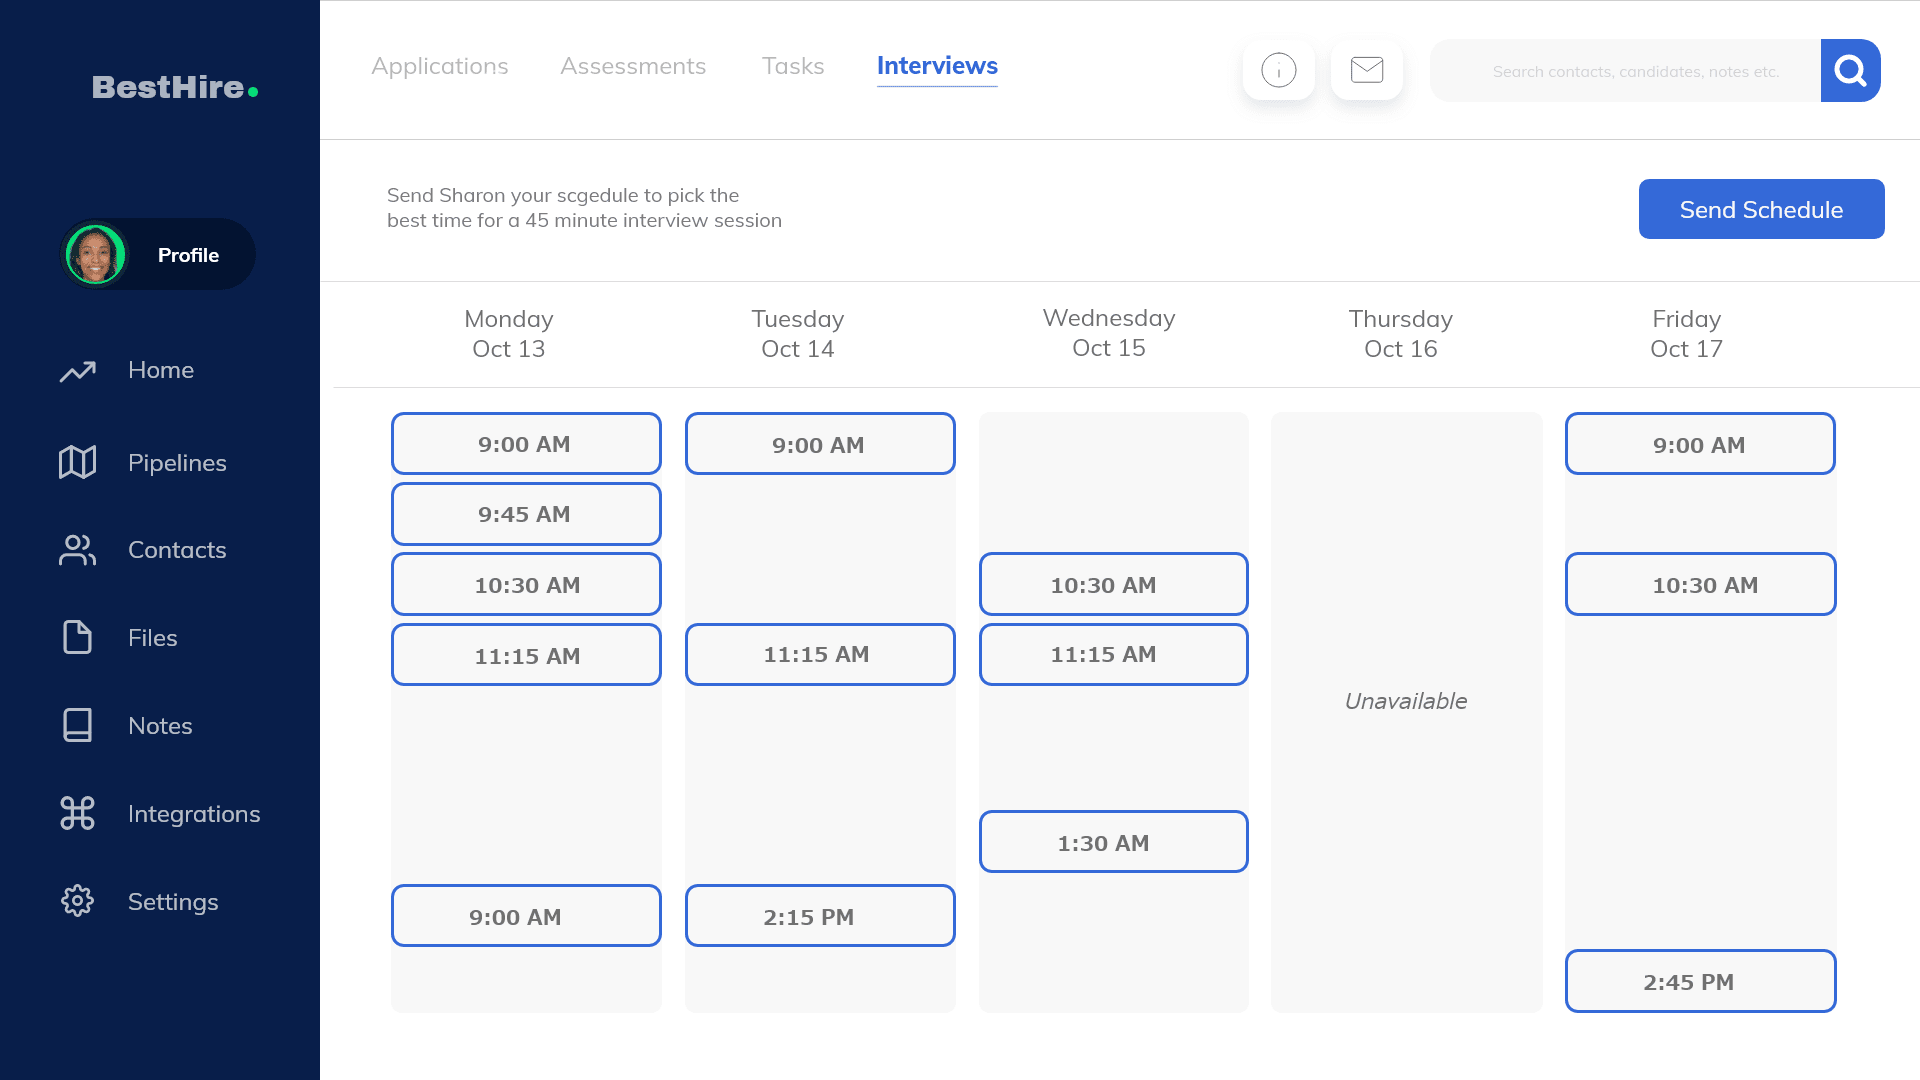 BestHire.
Applications
Assessments
Tasks
Interviews
Search contacts, candidates, notes etc.
Profile
Home
Pipelines
Contacts
Files
Notes
Integrations
Settings
Send Sharon your scgedule to pick the
best time for a 45 minute interview session
Send Schedule
Monday
Oct 13
Tuesday
Oct 14
Wednesday
Oct 15
Thursday
Oct 16
Friday
Oct 17
9:00 AM
9:45 AM
10:30 AM
11:15 AM
9:00 AM
9:00 AM
11:15 AM
2:15 PM
10:30 AM
11:15 AM
1:30 AM
Unavailable
9:00 AM
10:30 AM
2:45 PM